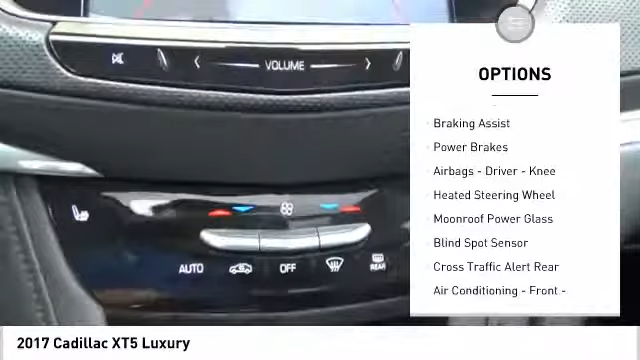 VOLUME
AUTO
OFF
REAR
OPTIONS
Braking Assist
Power Brakes
Airbags - Driver - Knee
Heated Steering Wheel
Moonroof Power Glass
Blind Spot Sensor
Cross Traffic Alert Rear
Air Conditioning - Front -
2017 Cadillac XT5 Luxury